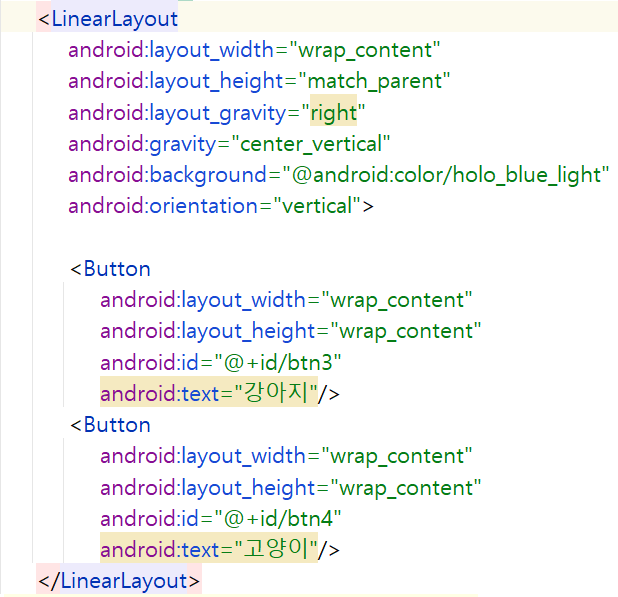 <LinearLayout
android:layout_width="wrap_content"
android:layout_height="match_parent"
android:layout_gravity="right"
android:gravity="center_vertical"
android:background="@android:color/holo_blue_light"
android:orientation="vertical">
<Button
android:layout_width="wrap_content"
android:layout_height="wrap_content"
android:id="@+id/btn3"
android:text="강아지"/>
<Button
android:layout_width="wrap_content"
android:layout_height="wrap_content"
android:id="@+id/btn4"
android:text="고양이"/>
</LinearLayout>